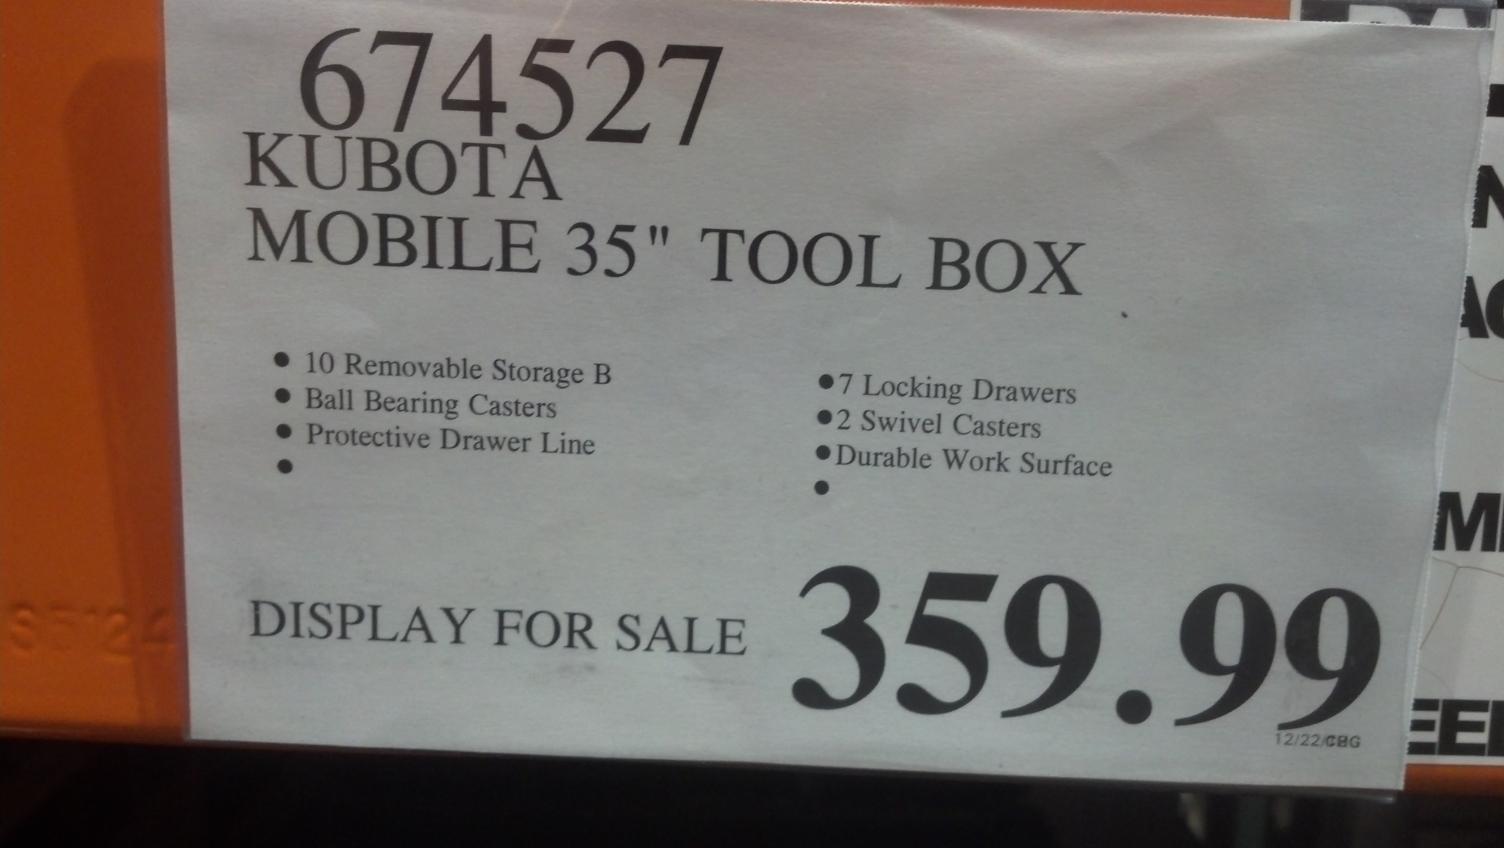 674527
KUBOTA
MOBILE 35" TOOL BOX
• 10 Removable Storage B
• Ball Bearing Casters
• Protective Drawer Line
•
• 7 Locking Drawers
• 2 Swivel Casters
• Durable Work Surface
•
DISPLAY FOR SALE 359.99
12/22/